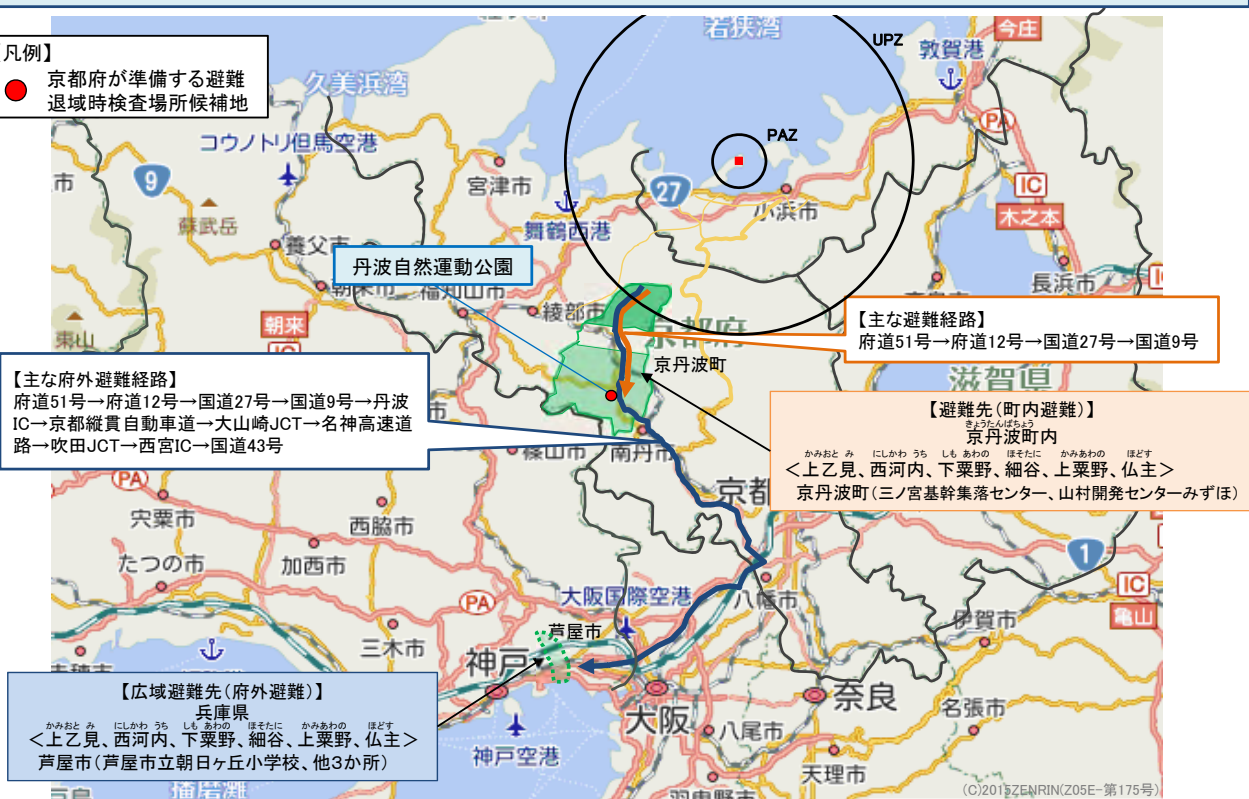 【凡例】
京都府が準備する避難
退域時検査場所候補地
若狭湾
UPZ
今庄
敦賀港
久美浜湾
PA
PAZ
コウノトリ但馬空港
市
9
宮津市
27
IC
蘇武岳
小浜市
木之本
舞鶴西港
養父市
丹波自然運動公園
長浜市
福知山市
綾部市
朝来
IC
東山
京都府
【主な避難経路】
府道51号→府道12号→国道27号→国道9号
京丹波町
滋賀県
【主な府外避難経路】
府道51号→府道12号→国道27号→国道9号→丹波
IC→京都縦貫自動車道→大山崎JCT→名神高速道
路→吹田JCT→西宮IC→国道43号
市
【避難先(町内避難)】
きょうたんばちょう
京丹波町内
かみおと み にしかわ うち しも あわの ほそたに かみあわの ほどす
<上乙見、西河内、下粟野、細谷、上粟野、仏主>
京丹波町(三ノ宮基幹集落センター、山村開発センターみずほ)
篠山市
南丹市
PA
京都
宍粟市
西脇市
たつの市
加西市
1
IC
亀山
PA
大阪国際空港
八幡市
伊賀市
芦屋市
三木市
神戸
【広域避難先(府外避難)】
兵庫県
かみおと み にしかわ うち しも あわの ほそたに かみあわの ほどす
<上乙見、西河内、下粟野、細谷、上粟野、仏主>
芦屋市(芦屋市立朝日ヶ丘小学校、他3か所)
奈良
大阪
名張市
八尾市
神戸空港
天理市
播磨灘
(C)2015ZENRIN(Z05E-第175号)